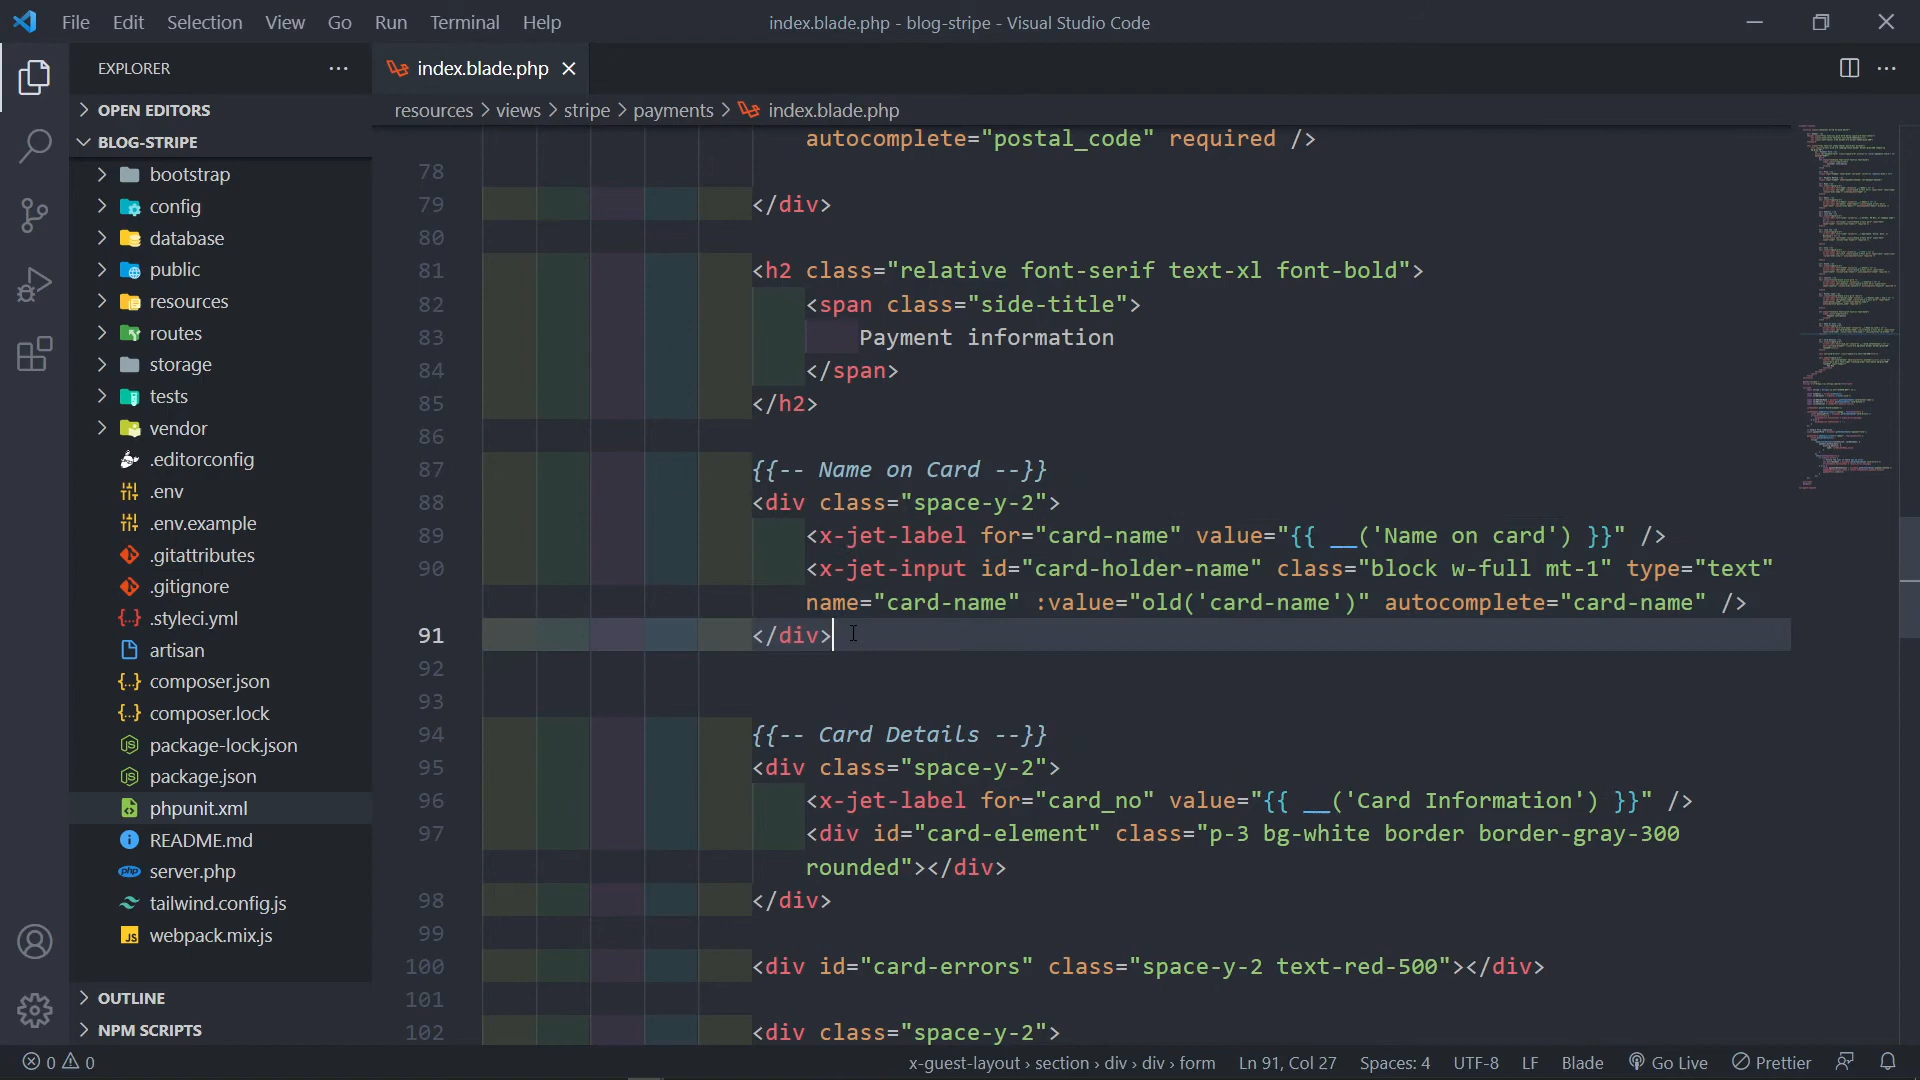 File Edit Selection View Go Run Terminal Help
index.blade.php - blog-stripe - Visual Studio Code
EXPLORER
index.blade.php
OPEN EDITORS
BLOG-STRIPE
bootstrap
config
database
public
resources
routes
storage
tests
vendor
.editorconfig
.env
.env.example
.gitattributes
.gitignore
.styleci.yml
artisan
composer.json
composer.lock
package-lock.json
package.json
phpunit.xml
README.md
server.php
tailwind.config.js
webpack.mix.js
OUTLINE
NPM SCRIPTS
resources > views > stripe > payments > index.blade.php
autocomplete="postal_code" required />
78
79 </div>
80
81 <h2 class="relative font-serif text-xl font-bold">
82 <span class="side-title">
83 Payment information
84 </span>
85 </h2>
86
87 {{-- Name on Card --}}
88 <div class="space-y-2">
89 <x-jet-label for="card-name" value="{{ __('Name on card') }}" />
90 <x-jet-input id="card-holder-name" class="block w-full mt-1" type="text"
name="card-name" :value="old('card-name')" autocomplete="card-name" />
91 </div>
92
93
94 {{-- Card Details --}}
95 <div class="space-y-2">
96 <x-jet-label for="card_no" value="{{ __('Card Information') }}" />
97 <div id="card-element" class="p-3 bg-white border border-gray-300
rounded"></div>
98 </div>
99
100 <div id="card-errors" class="space-y-2 text-red-500"></div>
101
102 <div class="space-y-2">
0 0
x-guest-layout › section › div › div › form Ln 91, Col 27 Spaces: 4 UTF-8 LF Blade Go Live Prettier